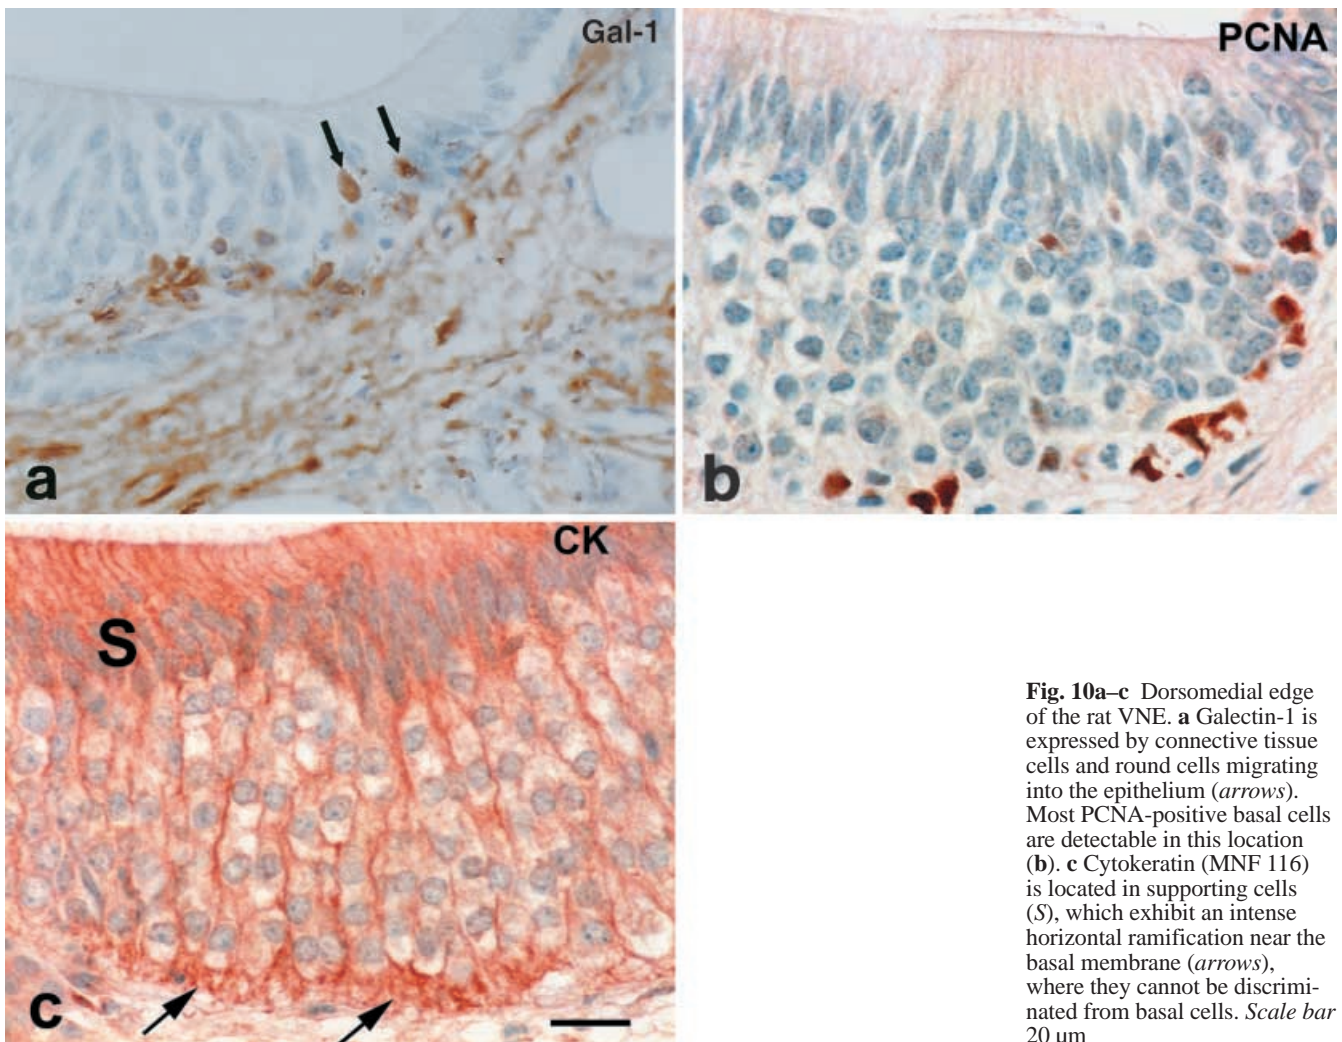 Gal-1
a
PCNA
b
CK
S
c
Fig. 10a–c Dorsomedial edge
of the rat VNE. a Galectin-1 is
expressed by connective tissue
cells and round cells migrating
into the epithelium (arrows).
Most PCNA-positive basal cells
are detectable in this location
(b). c Cytokeratin (MNF 116)
is located in supporting cells
(S), which exhibit an intense
horizontal ramification near the
basal membrane (arrows),
where they cannot be discrimi-
nated from basal cells. Scale bar
20 µm